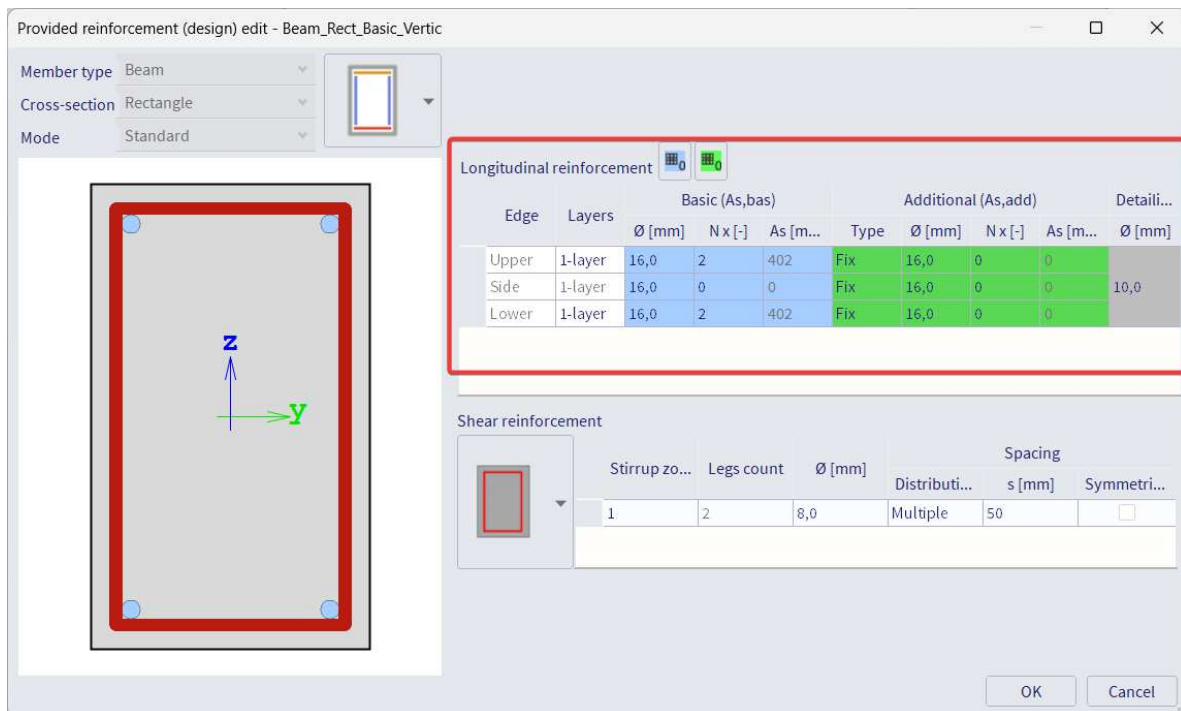 Provided reinforcement (design) edit - Beam_Rect_Basic_Vertic
Member type Beam
Cross-section Rectangle
Mode Standard
Longitudinal reinforcement 0 0
Edge Layers Basic (As,bas) Additional (As,add) Detaili...
Ø [mm] N x [-] As [m... Type Ø [mm] N x [-] As [m... Ø [mm]
Upper 1-layer 16,0 2 402 Fix 16,0 0 0
Side 1-layer 16,0 0 0 Fix 16,0 0 0 10,0
Lower 1-layer 16,0 2 402 Fix 16,0 0 0
z
y
Shear reinforcement
Stirrup zo... Legs count Ø [mm] Spacing
Distributi... s [mm] Symmetri...
1 2 8,0 Multiple 50
OK Cancel